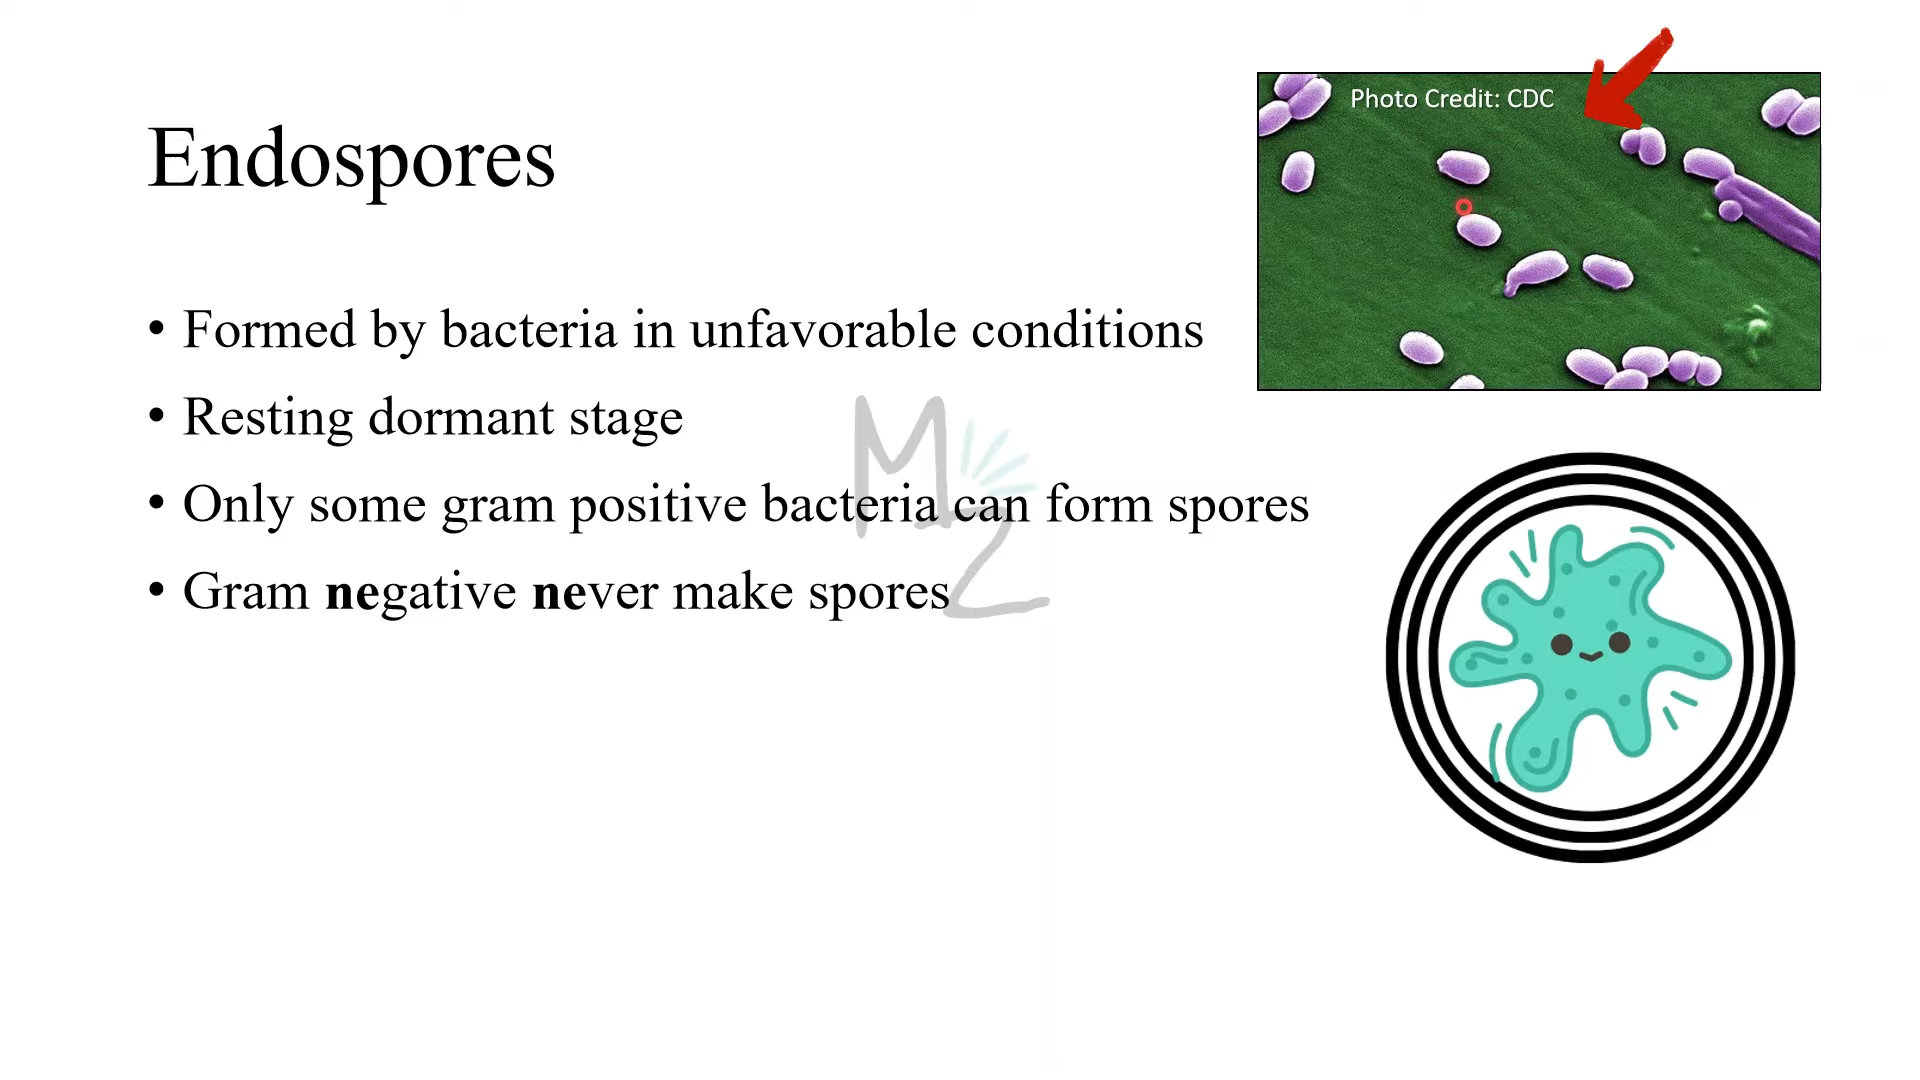 Photo Credit: CDC
Endospores
• Formed by bacteria in unfavorable conditions
• Resting dormant stage
• Only some gram positive bacteria can form spores
• Gram negative never make spores
MZ